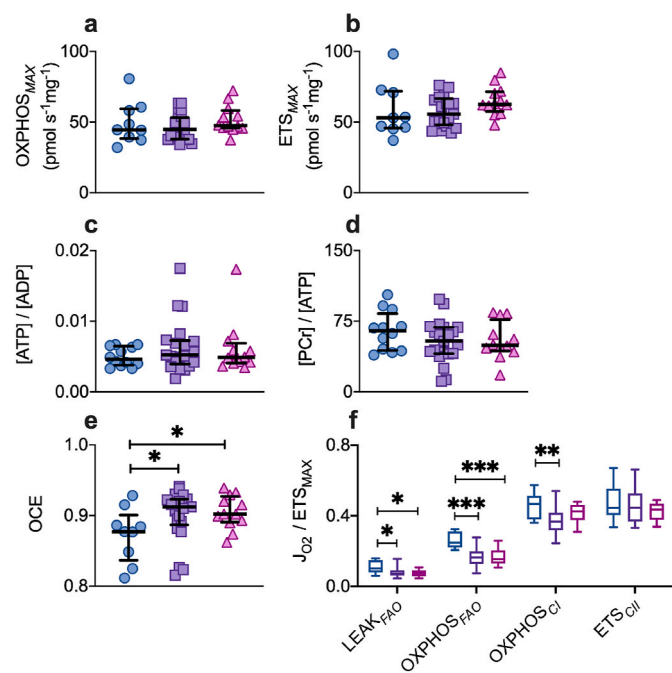 a
b
OXPHOSMAX
(pmol s-1mg-1)
100
50
0
ETSMAX
(pmol s-1mg-1)
100
50
0
c
d
[ATP] / [ADP]
0.02
0.01
0.00
[PCr] / [ATP]
150
75
0
e
f
OCE
1.0
0.9
0.8
*
*
JO2 / ETSMAX
0.8
0.4
0.0
*
*
***
***
**
LEAKFAO
OXPHOSFAO
OXPHOSCI
ETSCII